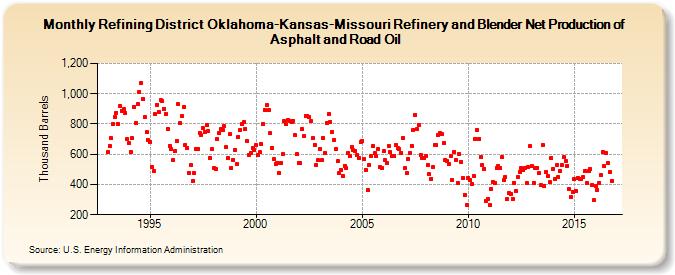 Monthly Refining District Oklahoma-Kansas-Missouri Refinery and Blender Net Production of
Asphalt and Road Oil
Thousand Barrels
1,200
1,000
800
600
400
200
1995
2000
2005
2010
2015
Source: U.S. Energy Information Administration